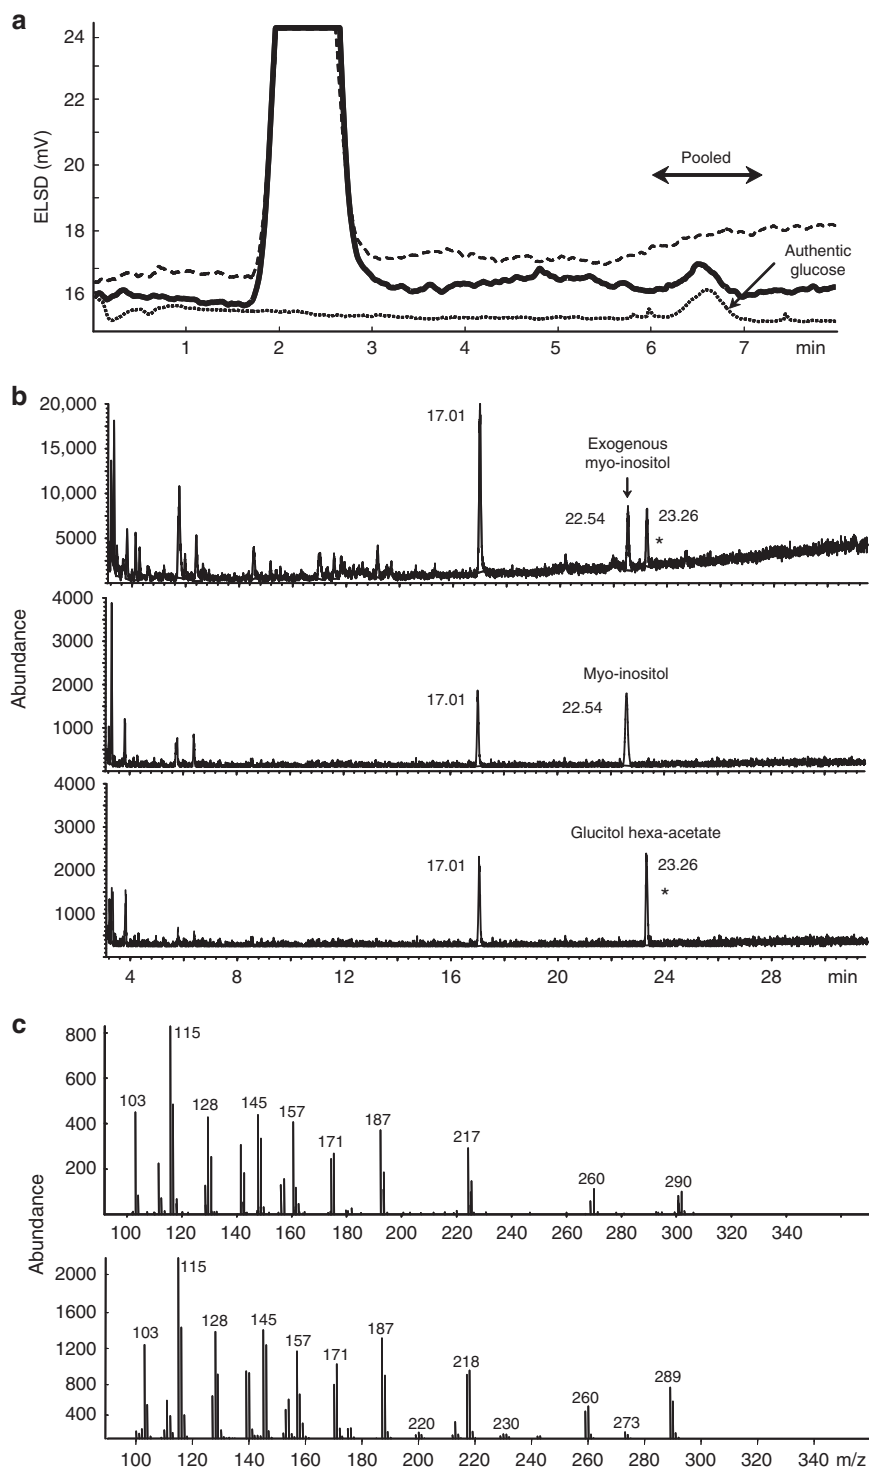 a
24
22
20
18
16
ELSD (mV)
Pooled
Authentic
glucose
1 2 3 4 5 6 7 min
b
20,000
15,000
10,000
5000
17.01
Exogenous
myo-inositol
22.54
23.26
*
4000
3000
2000
1000
Abundance
17.01
Myo-inositol
22.54
4000
3000
2000
1000
17.01
Glucitol hexa-acetate
23.26
*
4 8 12 16 20 24 28 min
c
800
600
400
200
103 115 128 145 157 171 187 217 260 290
100 120 140 160 180 200 220 240 260 280 300 320 340
Abundance
2000
1600
1200
800
400
103 115 128 145 157 171 187 218 220 230 260 273 289
100 120 140 160 180 200 220 240 260 280 300 320 340 m/z